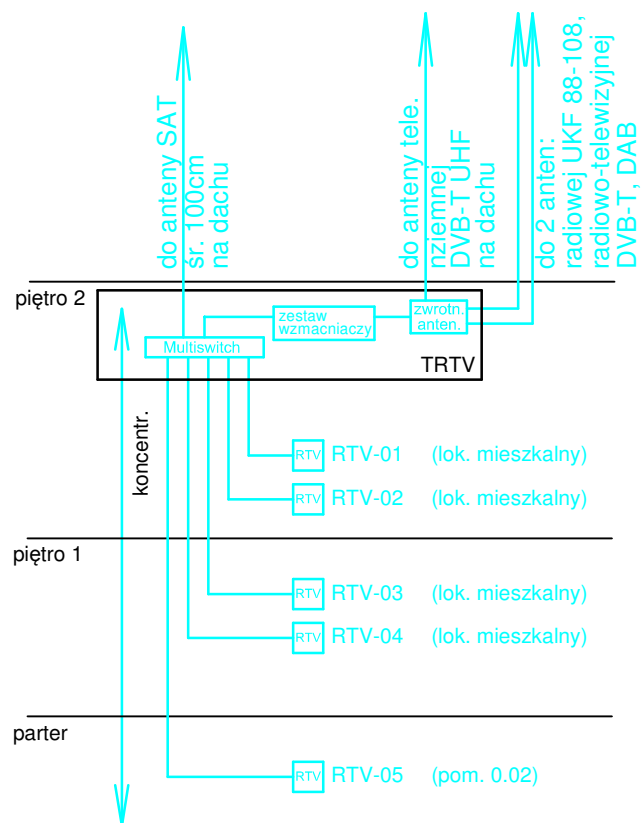 do anteny SAT
śr. 100cm
na dachu
do anteny tele.
nziemnej
DVB-T UHF
na dachu
do 2 anten:
radiowej UKF 88-108,
radiowo-telewizyjnej
DVB-T, DAB
piętro 2
zestaw
wzmacniaczy
zwrotn.
anten.
Multiswitch
TRTV
koncentr.
RTV RTV-01 (lok. mieszkalny)
RTV RTV-02 (lok. mieszkalny)
piętro 1
RTV RTV-03 (lok. mieszkalny)
RTV RTV-04 (lok. mieszkalny)
parter
RTV RTV-05 (pom. 0.02)